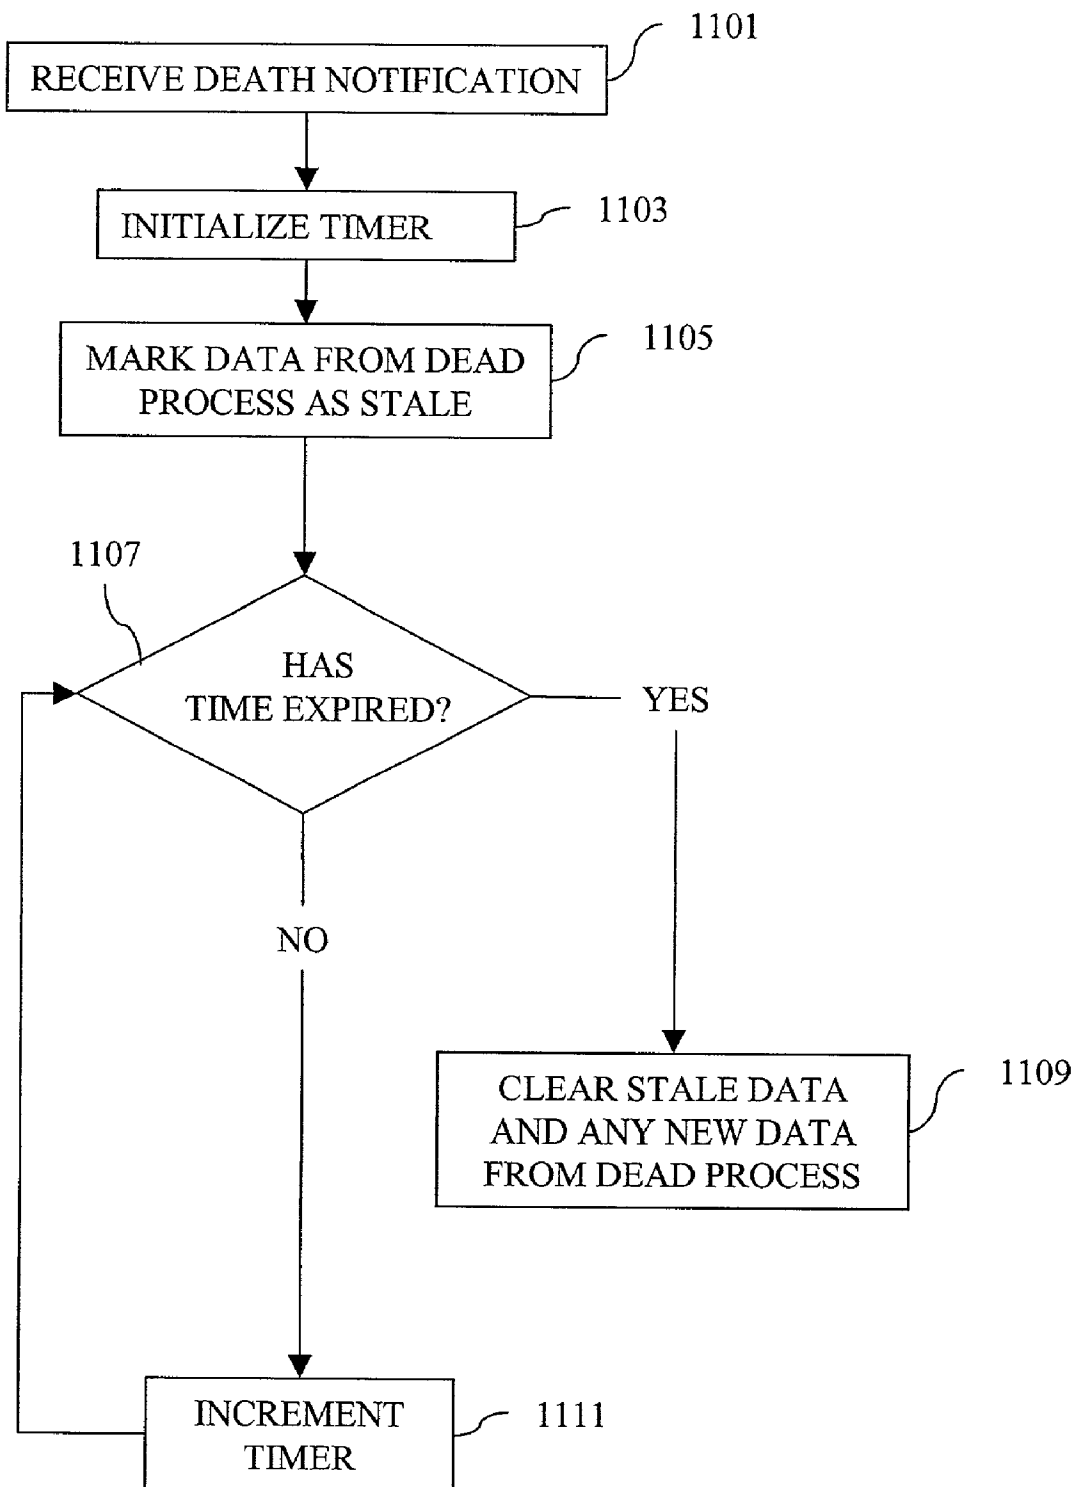 1101
RECEIVE DEATH NOTIFICATION
1103
INITIALIZE TIMER
1105
MARK DATA FROM DEAD
PROCESS AS STALE
1107
HAS
TIME EXPIRED?
YES
NO
1109
CLEAR STALE DATA
AND ANY NEW DATA
FROM DEAD PROCESS
1111
INCREMENT
TIMER